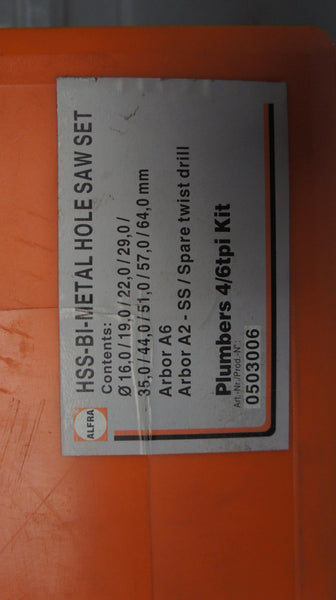 ALFRA
HSS-BI-METAL HOLE SAW SET
Contents:
Ø 16,0/19,0/22,0/29,0/
35,0/44,0/51,0/57,0/64,0 mm
Arbor A6
Arbor A2 - SS / Spare twist drill
Plumbers 4/6tpi Kit
Art.-Nr./Prod.-N°:
0503006